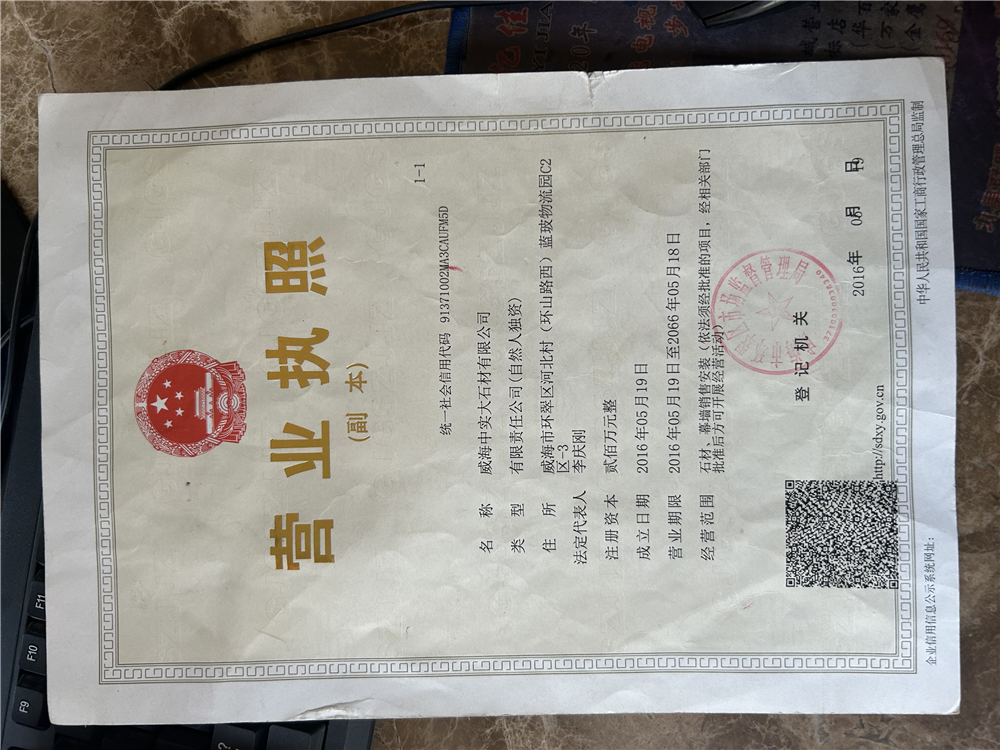 营业执照
(副 本)
1-1
统一社会信用代码 91371002MA3CAUFM5D
名 称 威海中实大石材有限公司
类 型 有限责任公司(自然人独资)
住 所 威海市环翠区河北村（环山路西）蓝玻物流园C2
区-3
法定代表人 李庆刚
注册资本 贰佰万元整
成立日期 2016年05月19日
营业期限 2016年05月19日至2066年05月18日
经营范围 石材、幕墙销售安装（依法须经批准的项目，经相关部门
批准后方可开展经营活动）
登记机关
2016年 05月 19日
http://sdxy.gov.cn
企业信用信息公示系统网址：
中华人民共和国国家工商行政管理总局监制
F9
F10
F11